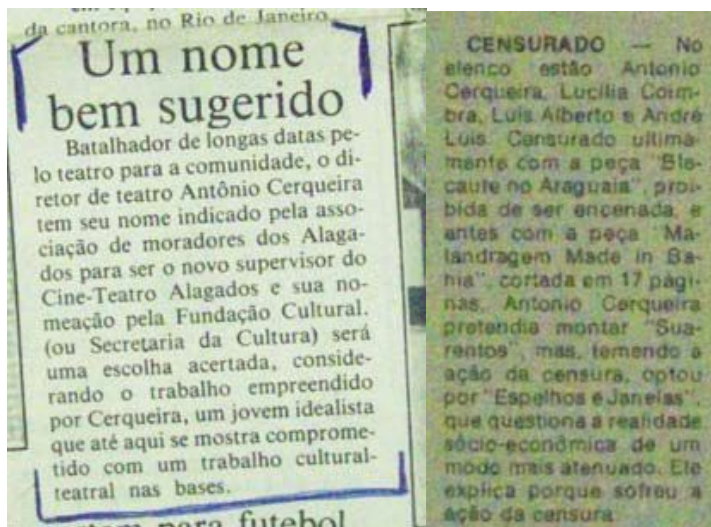 da cantora, no Rio de Janeiro.
Um nome
bem sugerido
Batalhador de longas datas pe-
lo teatro para a comunidade, o di-
retor de teatro Antônio Cerqueira
tem seu nome indicado pela asso-
ciação de moradores dos Alaga-
dos para ser o novo supervisor do
Cine-Teatro Alagados e sua no-
meação pela Fundação Cultural.
(ou Secretaria da Cultura) será
uma escolha acertada, conside-
rando o trabalho empreendido
por Cerqueira, um jovem idealista
que até aqui se mostra comprome-
tido com um trabalho cultural-
teatral nas bases.
para futebol
CENSURADO — No
elenco estão Antonio
Cerqueira, Lucília Coim-
bra, Luis Alberto e André
Luis. Censurado ultima-
mente com a peça "Ble-
caute no Araguaia", proi-
bida de ser encenada, e
antes com a peça "Ma-
landragem Made in Ba-
hia", cortada em 17 pági-
nas, Antonio Cerqueira
pretendia montar "Sua-
rentos", mas, temendo a
ação da censura, optou
por "Espelhos e Janelas",
que questiona a realidade
sócio-econômica de um
modo mais atenuado. Ele
explica porque sofreu a
ação da censura